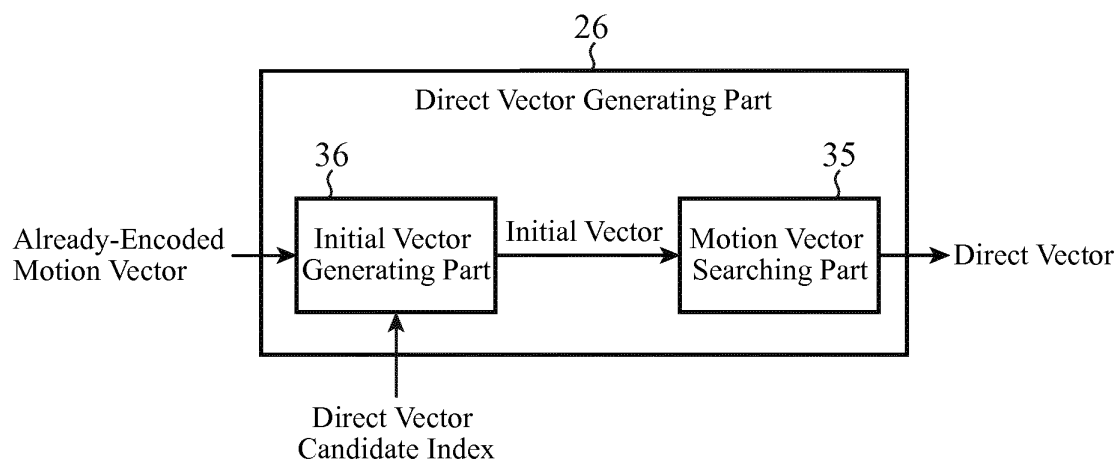 26
Direct Vector Generating Part
36
35
Already-Encoded
Motion Vector
Initial Vector
Generating Part
Initial Vector
Motion Vector
Searching Part
Direct Vector
Direct Vector
Candidate Index